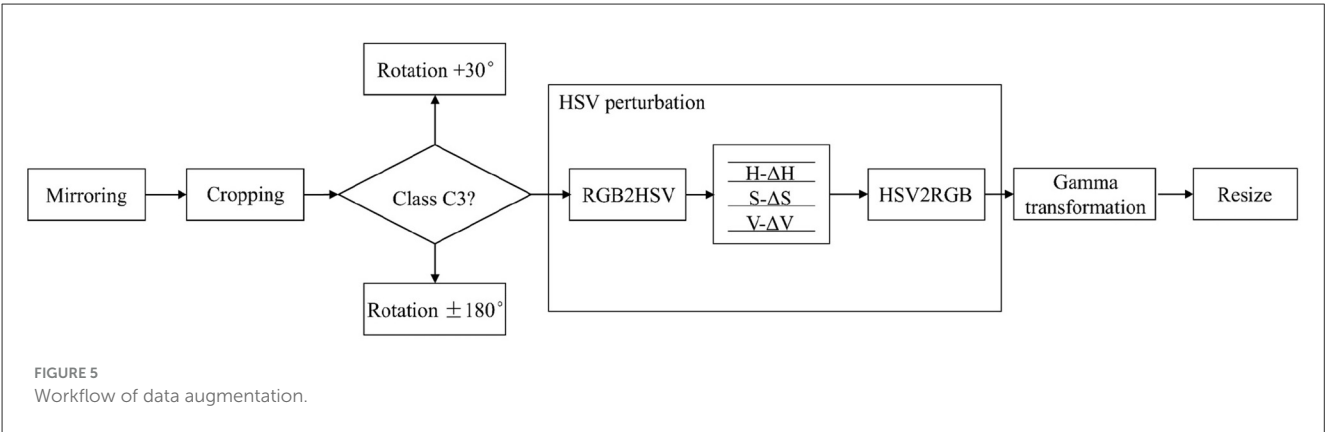 Rotation +30°
HSV perturbation
Mirroring
Cropping
Class C3?
RGB2HSV
H-ΔH
S-ΔS
V-ΔV
HSV2RGB
Gamma
transformation
Resize
Rotation ±180°
FIGURE 5
Workflow of data augmentation.